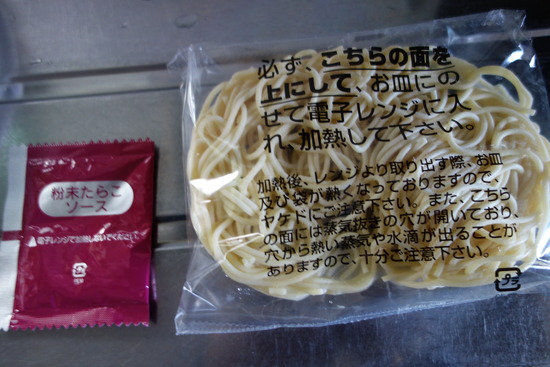 粉末たらこ
ソース
電子レンジで加熱しないでください
必ず、こちらの面を
上にして、お皿にの
せて電子レンジに入
れ、加熱して下さい。
加熱後、レンジより取り出す際、お皿
及び袋が熱くなっておりますので、
ヤケドにご注意下さい。また、こちら
の面には蒸気抜きの穴が開いており、
穴から熱い蒸気や水滴が出ることが
ありますので、十分ご注意下さい。
プラ